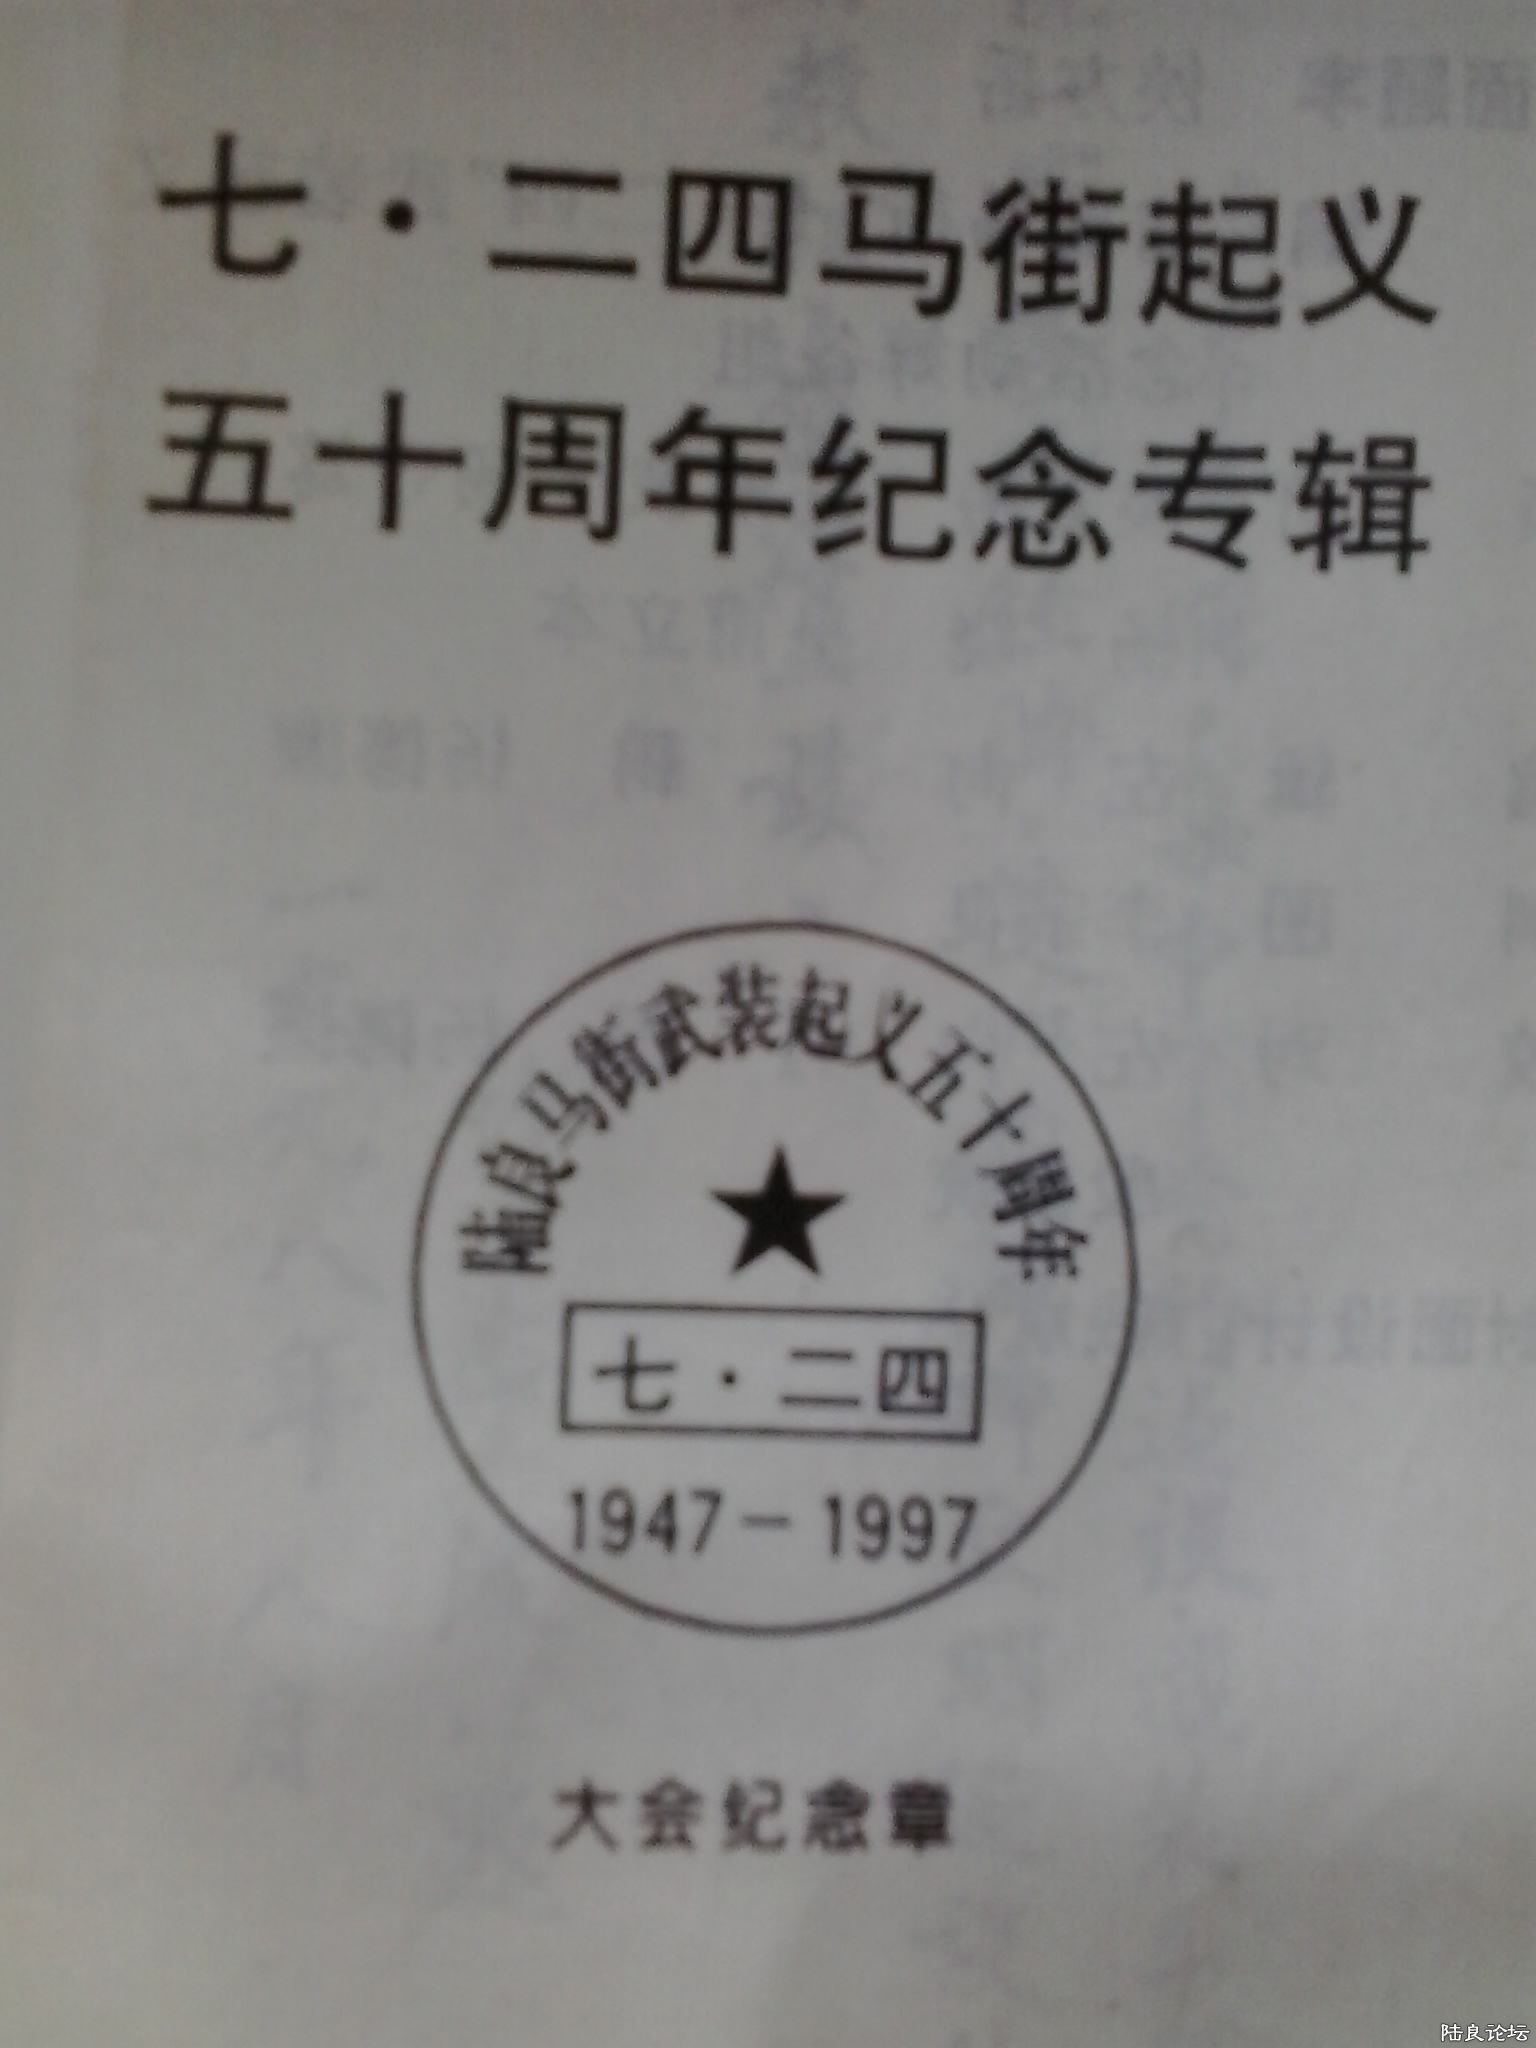 七·二四马街起义
五十周年纪念专辑
陆良马街武装起义五十周年
七·二四
1947－1997
大会纪念章
陆良论坛